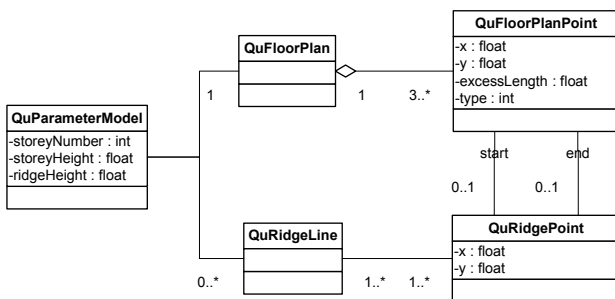 QuParameterModel
-storeyNumber : int
-storeyHeight : float
-ridgeHeight : float
QuFloorPlan
1
1
3..*
QuFloorPlanPoint
-x : float
-y : float
-excessLength : float
-type : int
start
end
0..1
0..1
QuRidgeLine
0..*
1..*
1..*
QuRidgePoint
-x : float
-y : float